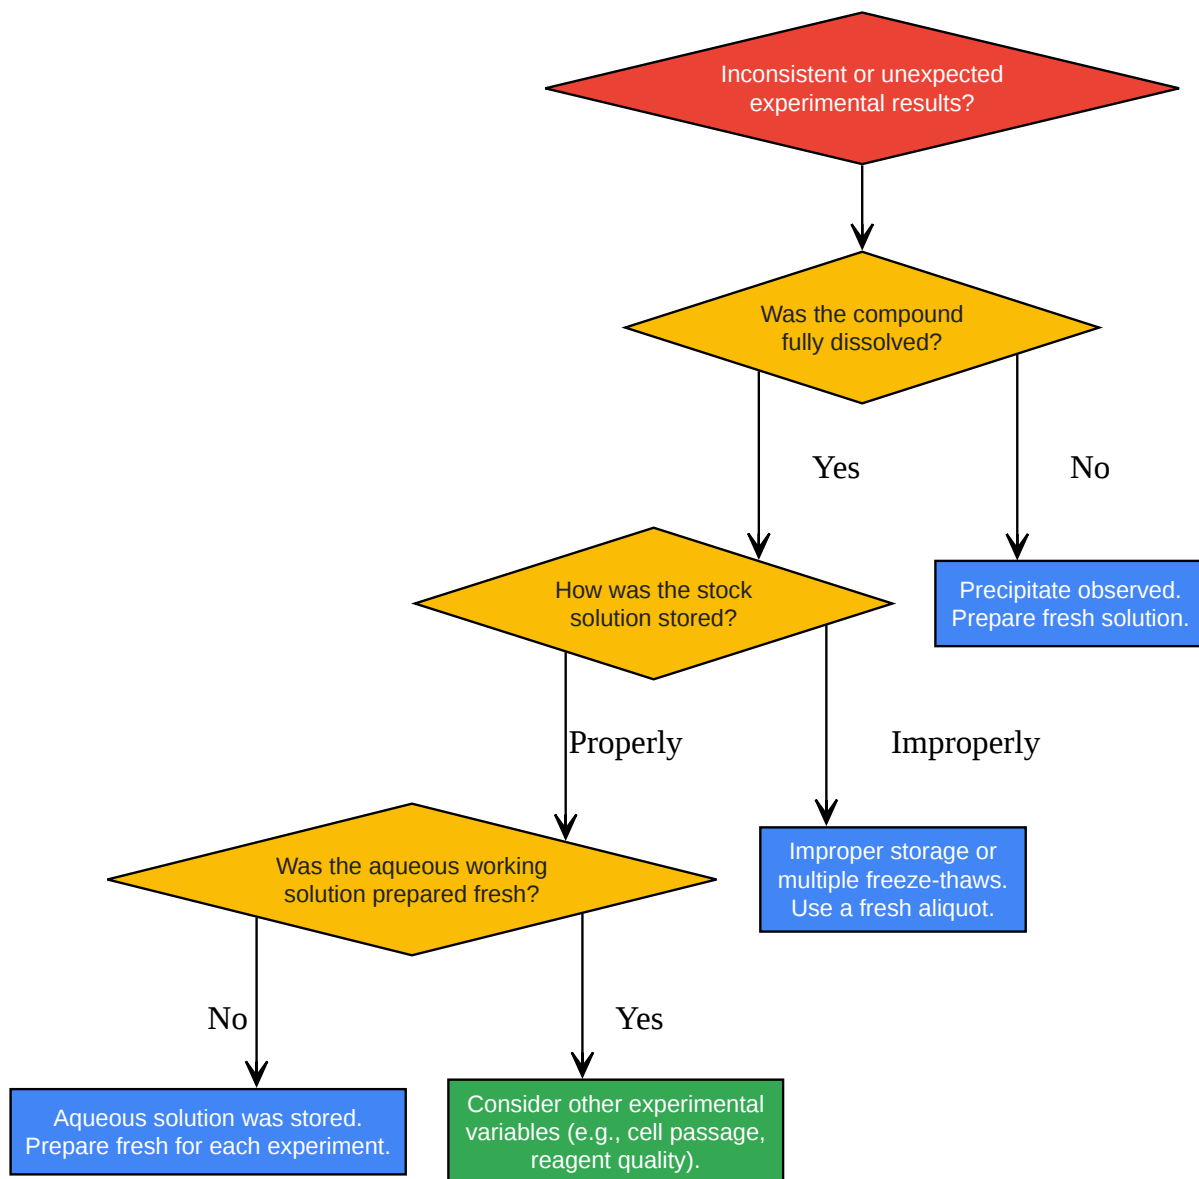 Inconsistent or unexpected
experimental results?
Was the compound
fully dissolved?
Yes
No
How was the stock
solution stored?
Precipitate observed.
Prepare fresh solution.
Properly
Improperly
Was the aqueous working
solution prepared fresh?
Improper storage or
multiple freeze-thaws.
Use a fresh aliquot.
No
Yes
Aqueous solution was stored.
Prepare fresh for each experiment.
Consider other experimental
variables (e.g., cell passage,
reagent quality).